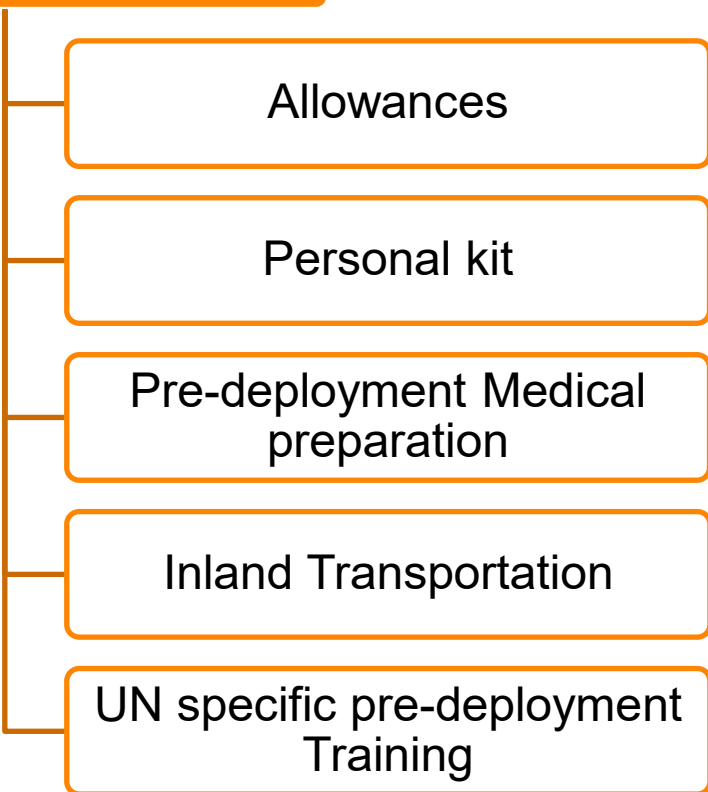 Allowances
Personal kit
Pre-deployment Medical
preparation
Inland Transportation
UN specific pre-deployment
Training